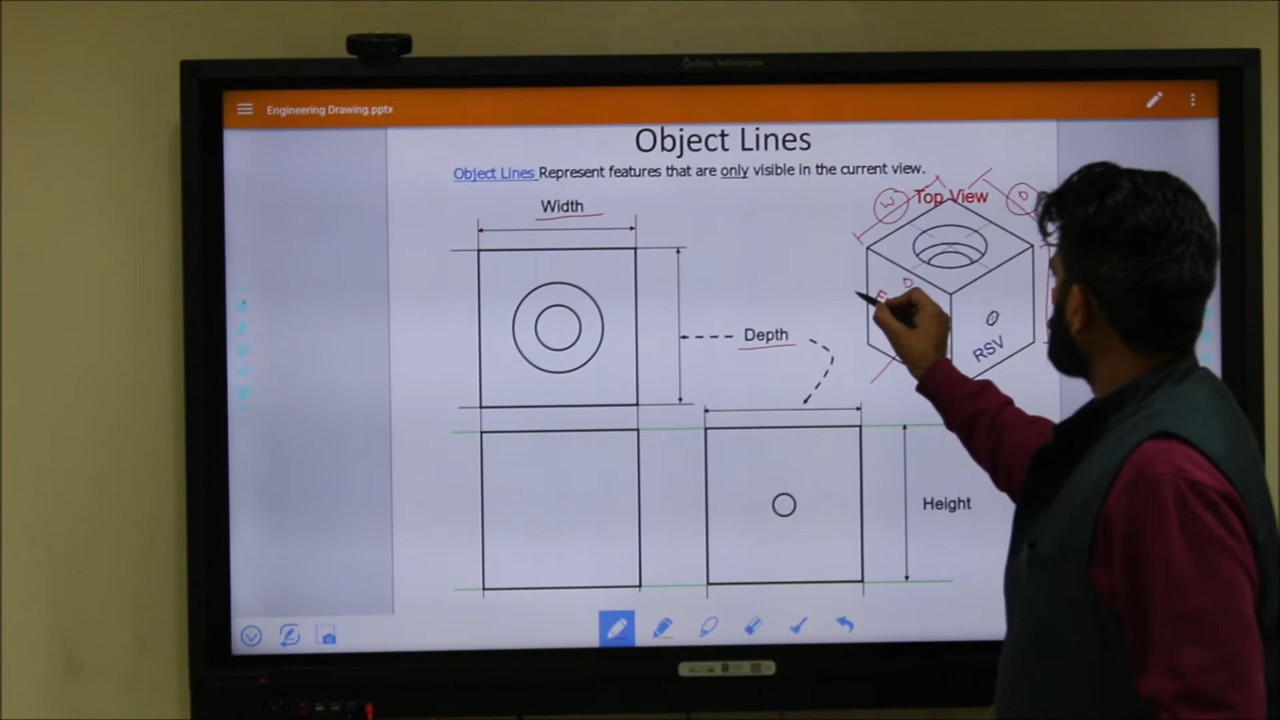 Engineering Drawing.pptx
Object Lines
Object Lines Represent features that are only visible in the current view.
Width
W
Top View
D
F
D
Depth
RSV
Height